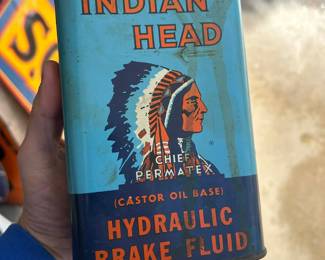 INDIAN
HEAD
CHIEF
PERMATEX
(CASTOR OIL BASE)
HYDRAULIC
BRAKE FLUID